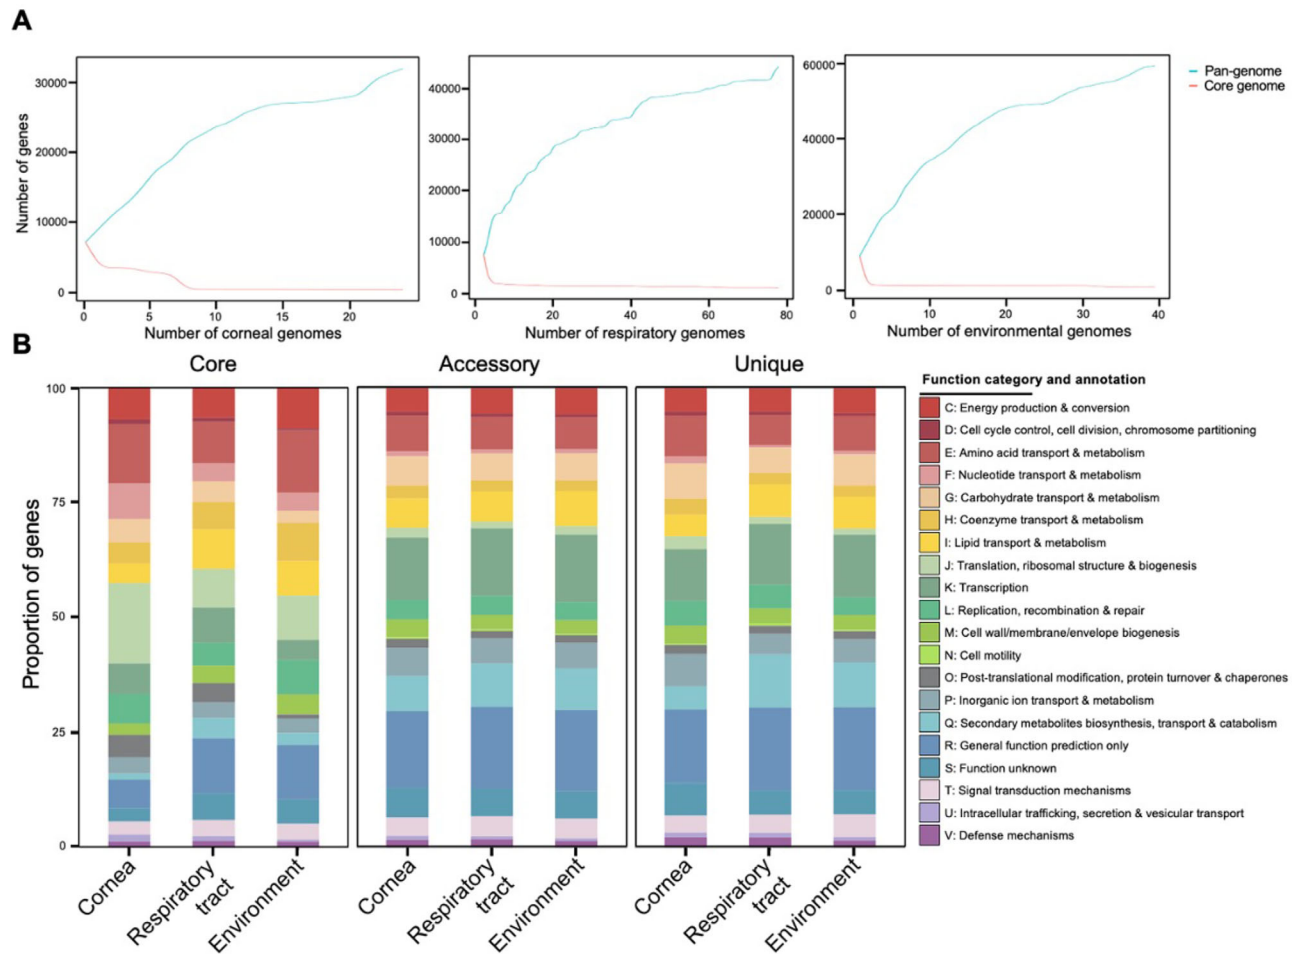 A
Number of genes
30000
20000
10000
0
0 5 10 15 20
Number of corneal genomes
40000
30000
20000
10000
0
0 20 40 60 80
Number of respiratory genomes
60000
40000
20000
0
0 10 20 30 40
Number of environmental genomes
Pan-genome
Core genome
B
Core
Accessory
Unique
Proportion of genes
100
75
50
25
0
Cornea
Respiratory
tract
Environment
Cornea
Respiratory
tract
Environment
Cornea
Respiratory
tract
Environment
Function category and annotation
C: Energy production & conversion
D: Cell cycle control, cell division, chromosome partitioning
E: Amino acid transport & metabolism
F: Nucleotide transport & metabolism
G: Carbohydrate transport & metabolism
H: Coenzyme transport & metabolism
I: Lipid transport & metabolism
J: Translation, ribosomal structure & biogenesis
K: Transcription
L: Replication, recombination & repair
M: Cell wall/membrane/envelope biogenesis
N: Cell motility
O: Post-translational modification, protein turnover & chaperones
P: Inorganic ion transport & metabolism
Q: Secondary metabolites biosynthesis, transport & catabolism
R: General function prediction only
S: Function unknown
T: Signal transduction mechanisms
U: Intracellular trafficking, secretion & vesicular transport
V: Defense mechanisms